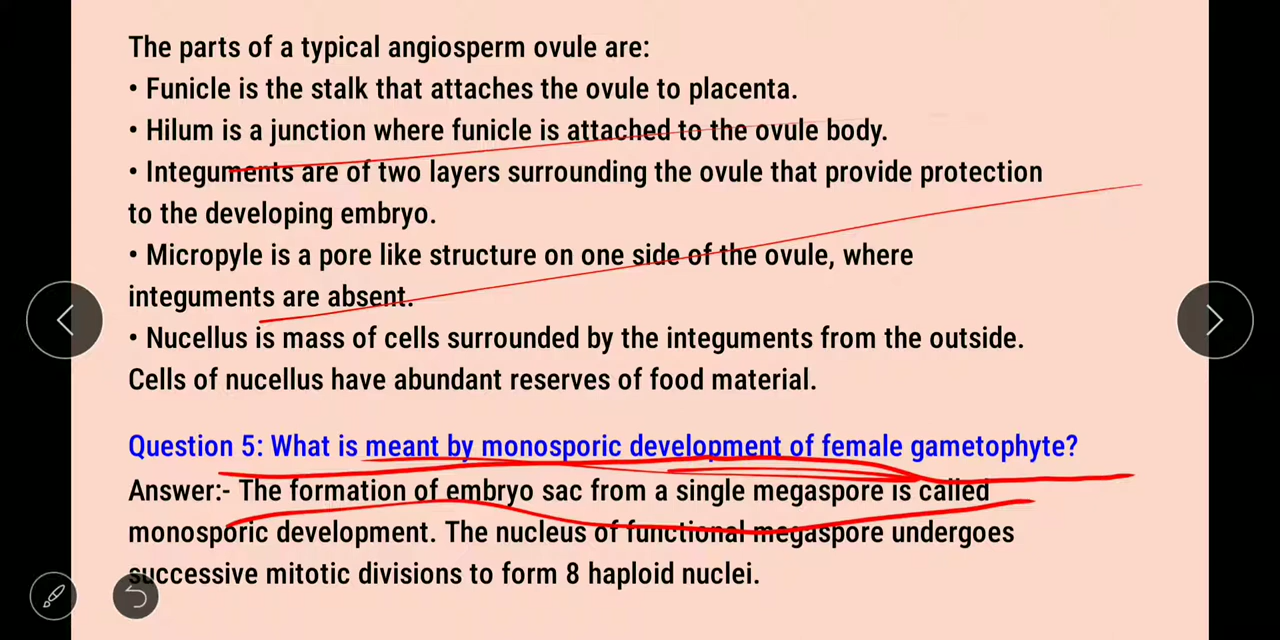 The parts of a typical angiosperm ovule are:
• Funicle is the stalk that attaches the ovule to placenta.
• Hilum is a junction where funicle is attached to the ovule body.
• Integuments are of two layers surrounding the ovule that provide protection
to the developing embryo.
• Micropyle is a pore like structure on one side of the ovule, where
integuments are absent.
• Nucellus is mass of cells surrounded by the integuments from the outside.
Cells of nucellus have abundant reserves of food material.
Question 5: What is meant by monosporic development of female gametophyte?
Answer:- The formation of embryo sac from a single megaspore is called
monosporic development. The nucleus of functional megaspore undergoes
successive mitotic divisions to form 8 haploid nuclei.